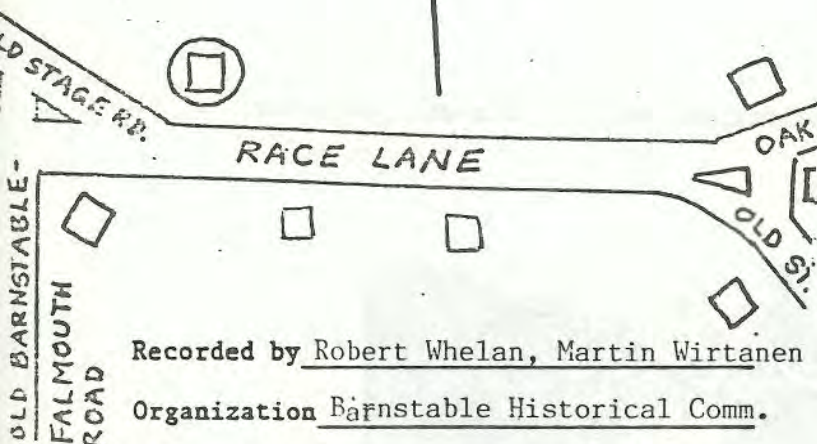 OLD STAGE RD.
RACE LANE
OAK
OLD ST.
OLD BARNSTABLE-
FALMOUTH
ROAD
Recorded by Robert Whelan, Martin Wirtanen
Organization Barnstable Historical Comm.